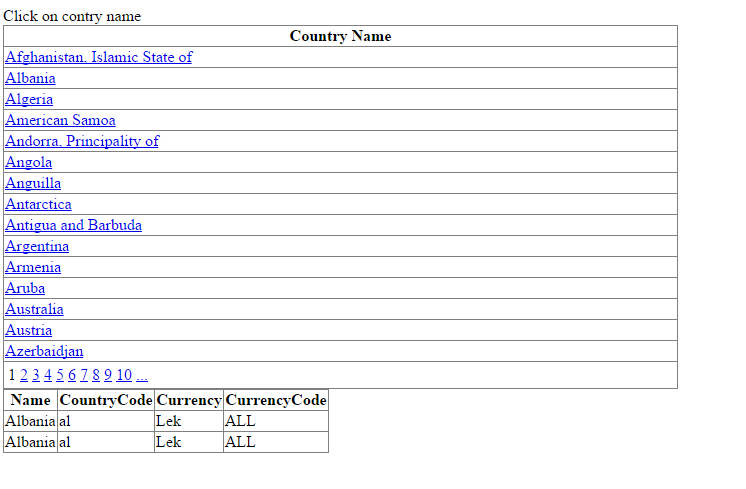 Click on contry name
Country Name
Afghanistan, Islamic State of
Albania
Algeria
American Samoa
Andorra, Principality of
Angola
Anguilla
Antarctica
Antigua and Barbuda
Argentina
Armenia
Aruba
Australia
Austria
Azerbaidjan
1 2 3 4 5 6 7 8 9 10 ...
Name CountryCode Currency CurrencyCode
Albania al Lek ALL
Albania al Lek ALL